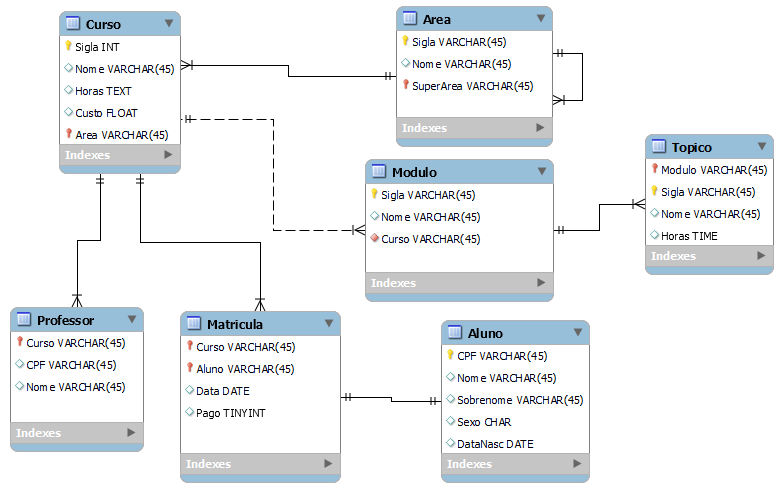 Curso
Sigla INT
Nome VARCHAR(45)
Horas TEXT
Custo FLOAT
Area VARCHAR(45)
Indexes
Area
Sigla VARCHAR(45)
Nome VARCHAR(45)
SuperArea VARCHAR(45)
Indexes
Modulo
Sigla VARCHAR(45)
Nome VARCHAR(45)
Curso VARCHAR(45)
Indexes
Topico
Modulo VARCHAR(45)
Sigla VARCHAR(45)
Nome VARCHAR(45)
Horas TIME
Indexes
Professor
Curso VARCHAR(45)
CPF VARCHAR(45)
Nome VARCHAR(45)
Indexes
Matricula
Curso VARCHAR(45)
Aluno VARCHAR(45)
Data DATE
Pago TINYINT
Indexes
Aluno
CPF VARCHAR(45)
Nome VARCHAR(45)
Sobrenome VARCHAR(45)
Sexo CHAR
DataNasc DATE
Indexes